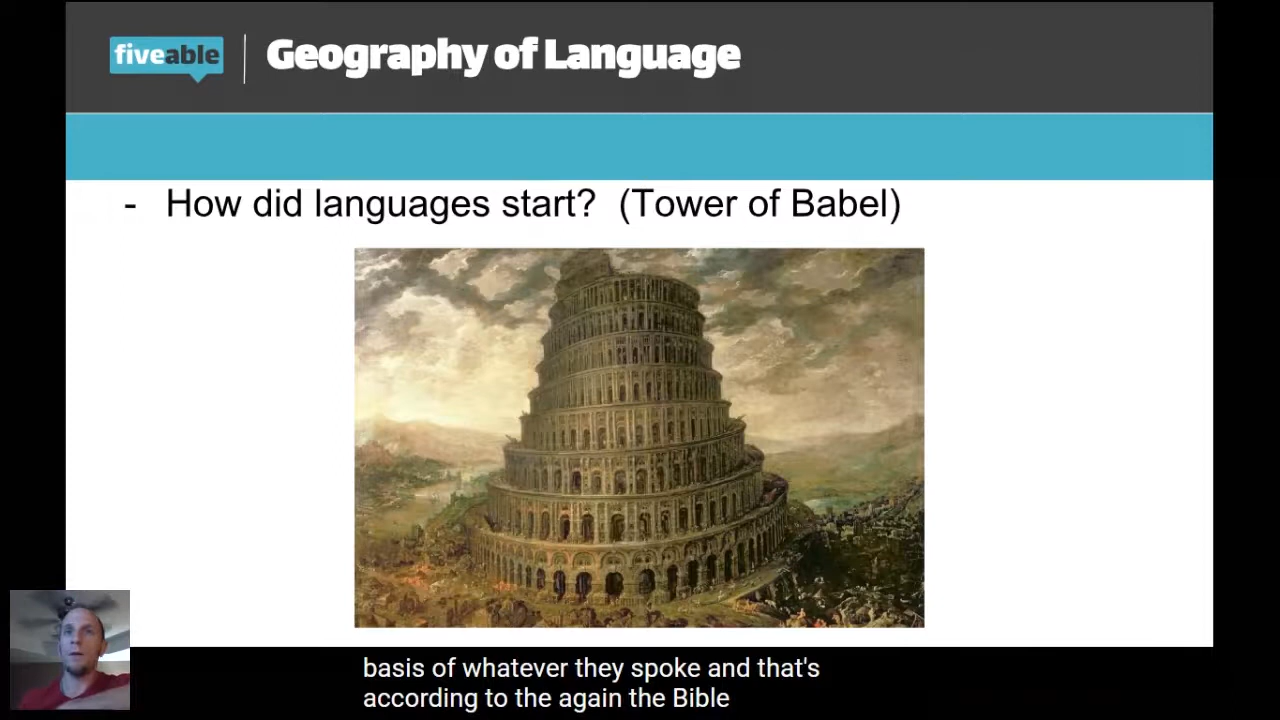 fiveable
Geography of Language
- How did languages start? (Tower of Babel)
basis of whatever they spoke and that's
according to the again the Bible